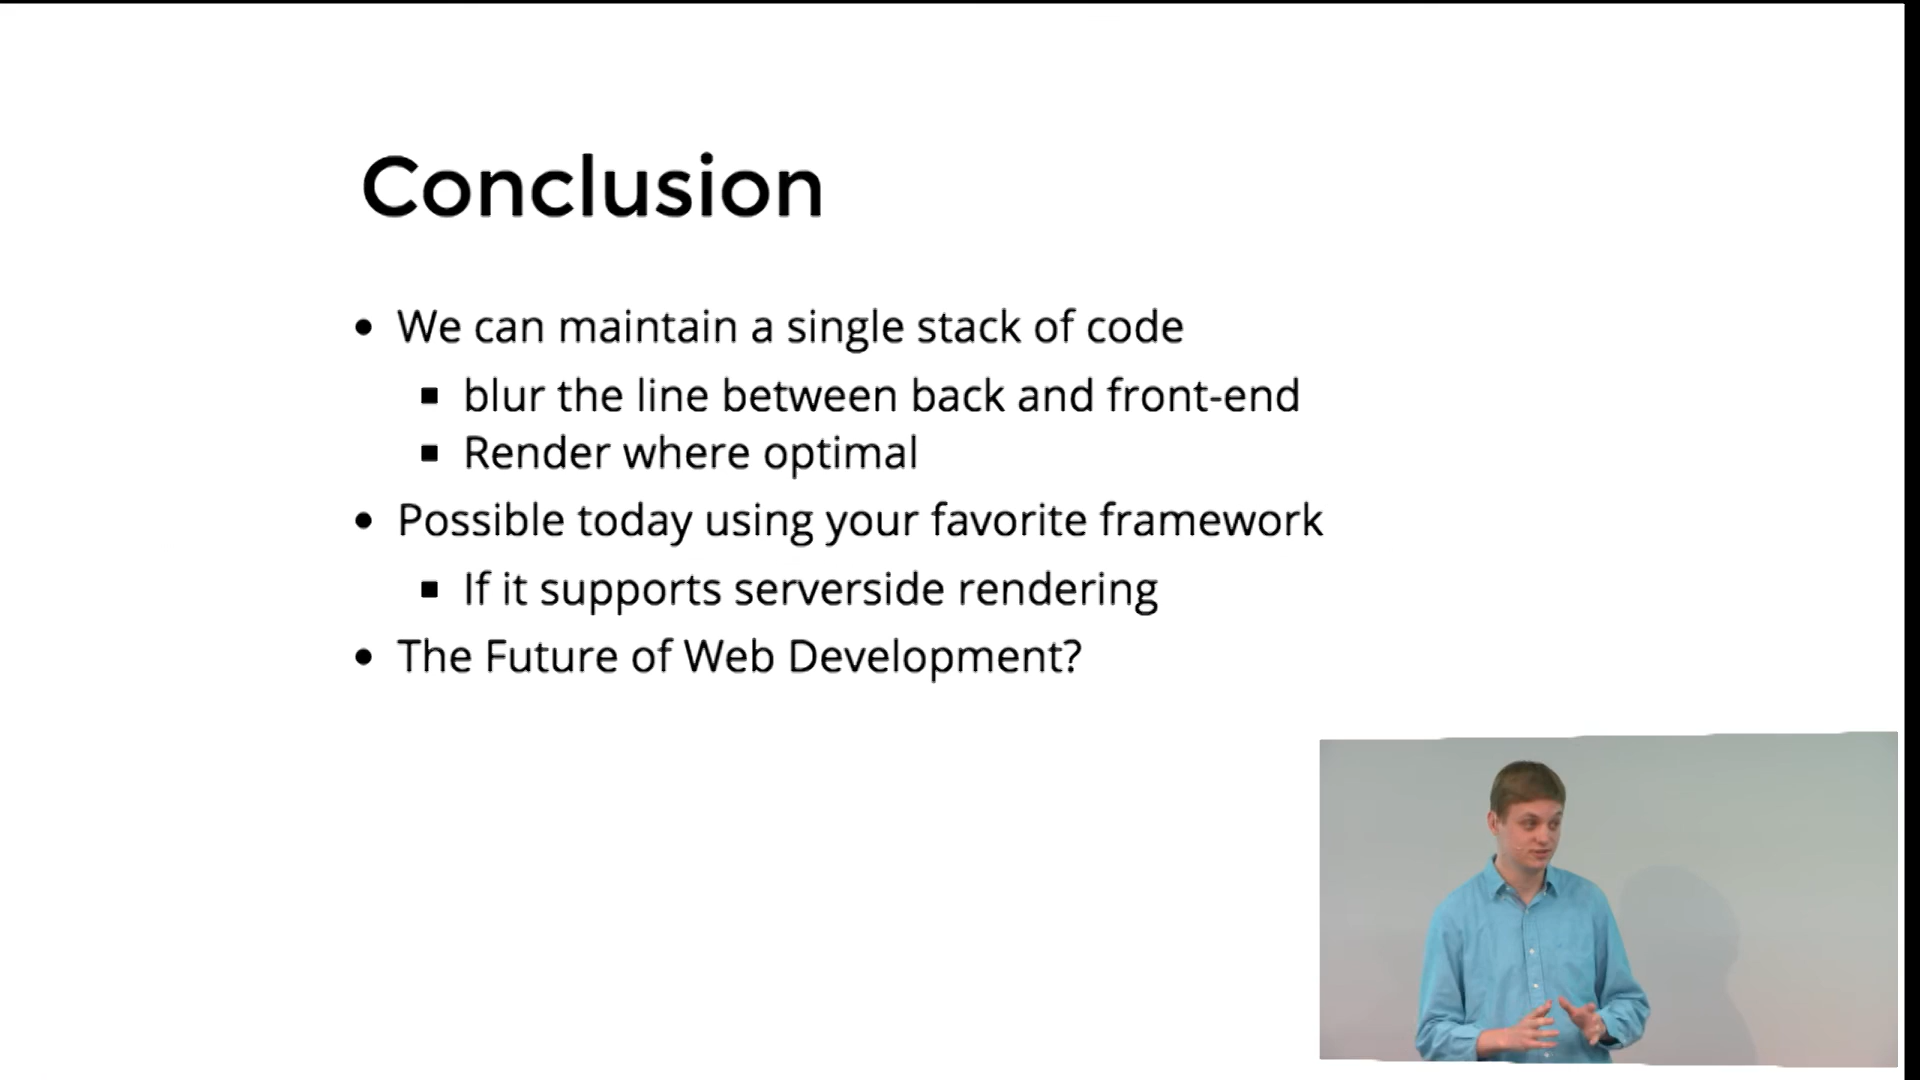 Conclusion
We can maintain a single stack of code
blur the line between back and front-end
Render where optimal
Possible today using your favorite framework
If it supports serverside rendering
The Future of Web Development?